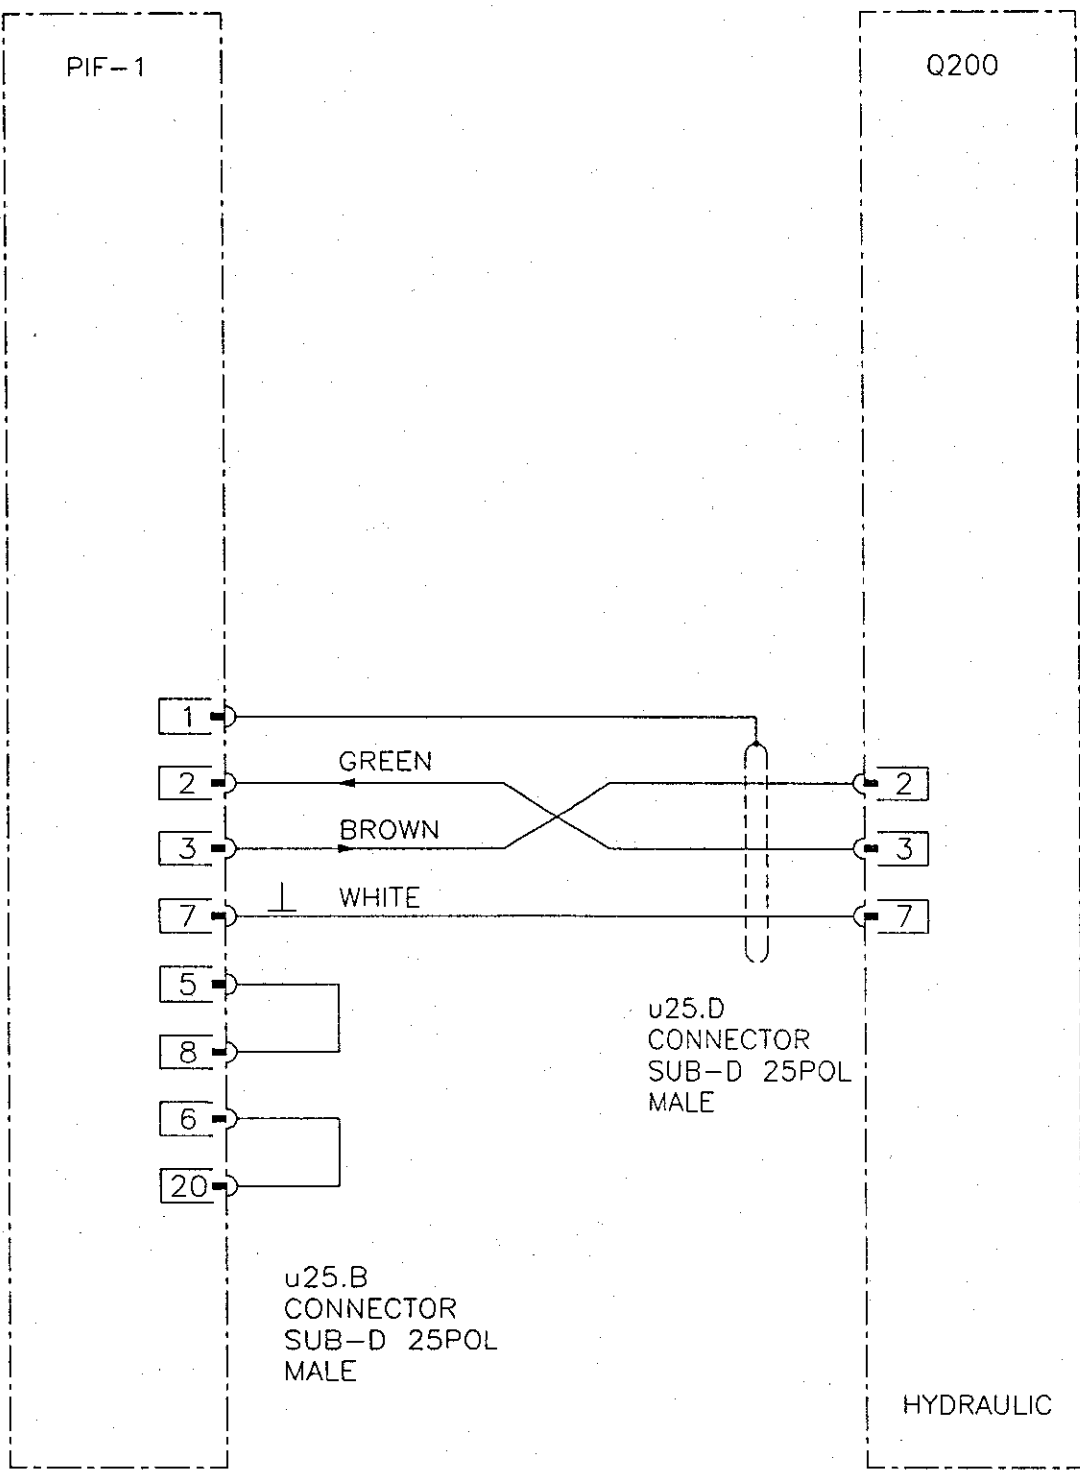 PIF-1
Q200
1
GREEN
2
2
BROWN
3
3
WHITE
7
7
5
8
6
20
u25.D
CONNECTOR
SUB-D 25POL
MALE
u25.B
CONNECTOR
SUB-D 25POL
MALE
HYDRAULIC